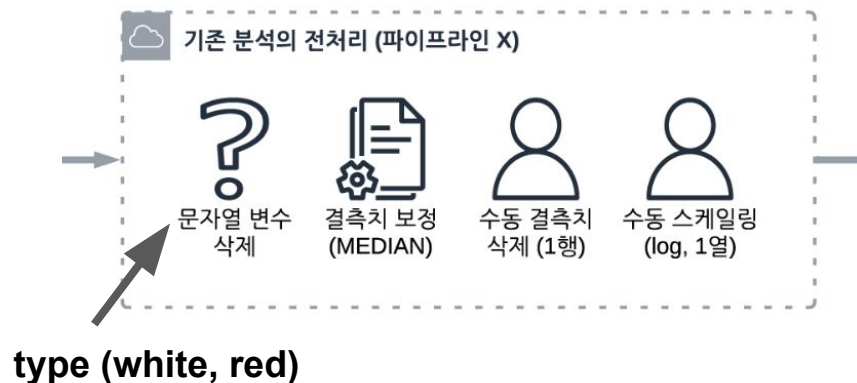 기존 분석의 전처리 (파이프라인 X)
문자열 변수
삭제
결측치 보정
(MEDIAN)
수동 결측치
삭제 (1행)
수동 스케일링
(log, 1열)
type (white, red)